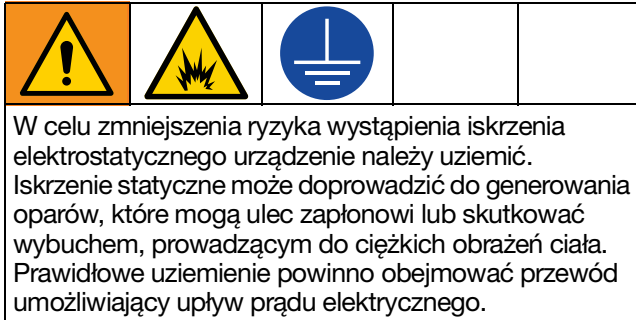 W celu zmniejszenia ryzyka wystąpienia iskrzenia
elektrostatycznego urządzenie należy uziemić.
Iskrzenie statyczne może doprowadzić do generowania
oparów, które mogą ulec zapłonowi lub skutkować
wybuchem, prowadzącym do ciężkich obrażeń ciała.
Prawidłowe uziemienie powinno obejmować przewód
umożliwiający upływ prądu elektrycznego.